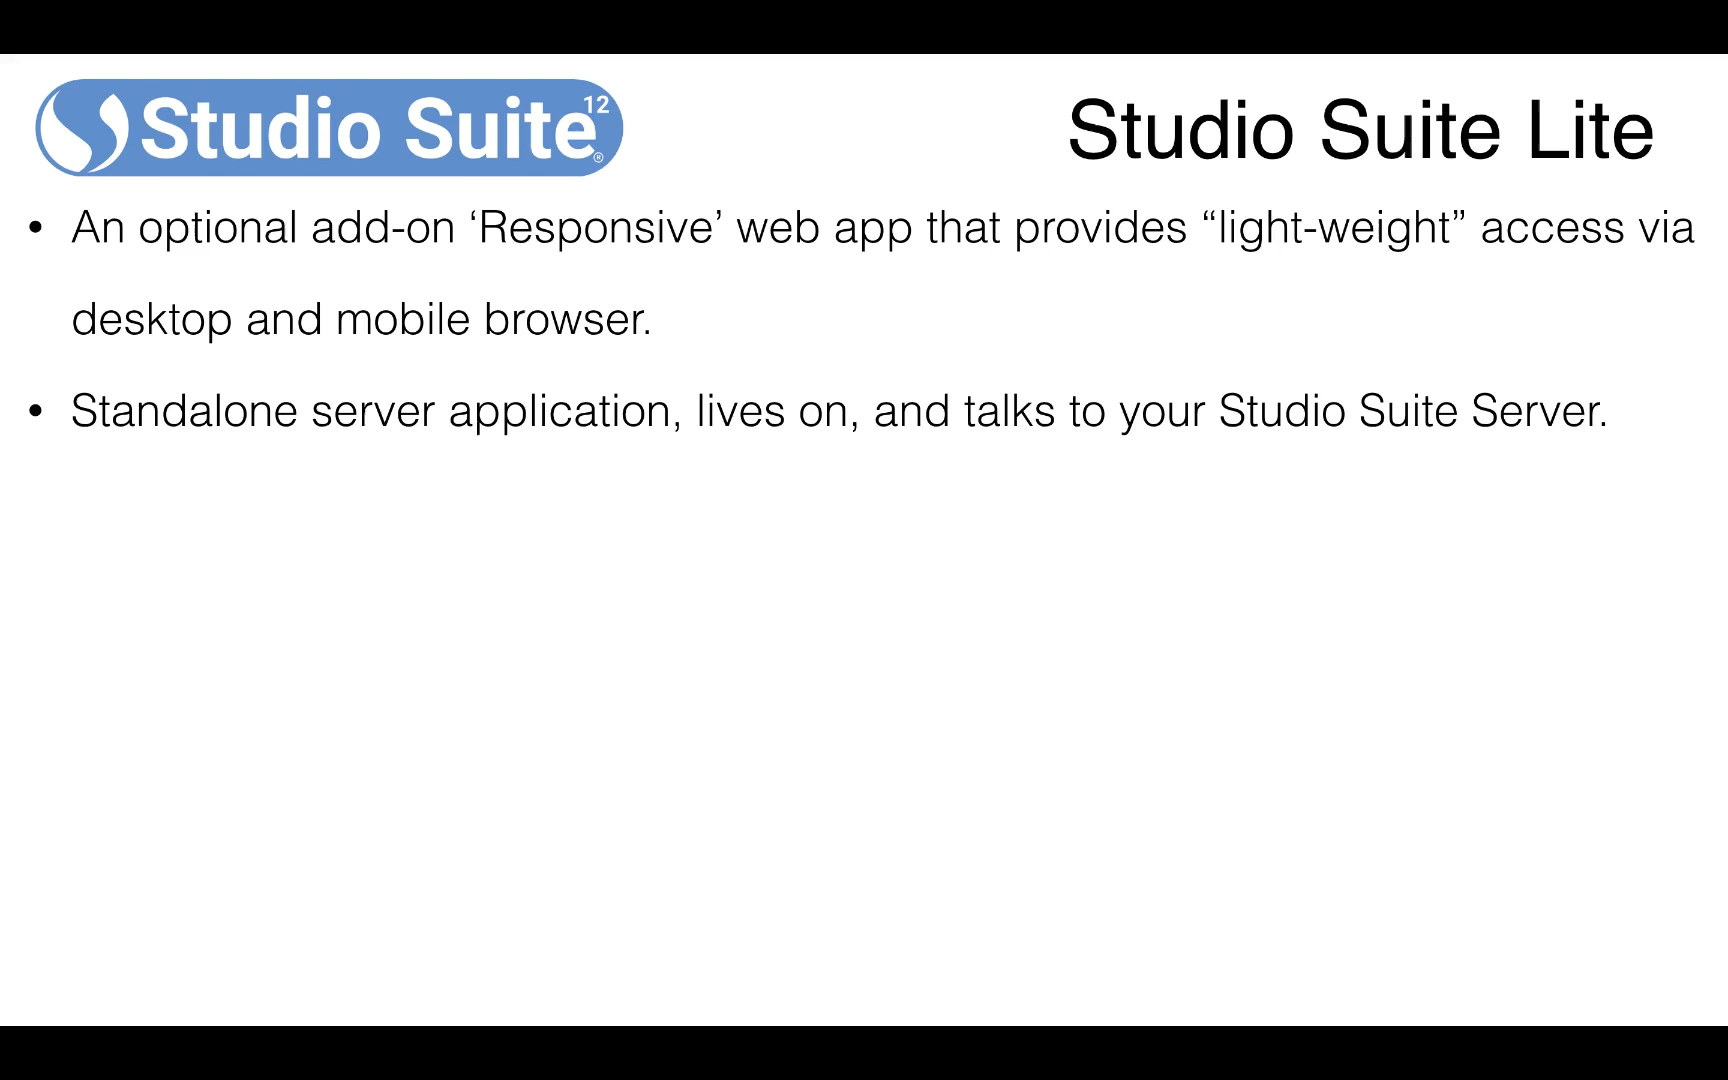 Studio Suite 12 ®
Studio Suite Lite
• An optional add-on ‘Responsive’ web app that provides “light-weight” access via
desktop and mobile browser.
• Standalone server application, lives on, and talks to your Studio Suite Server.